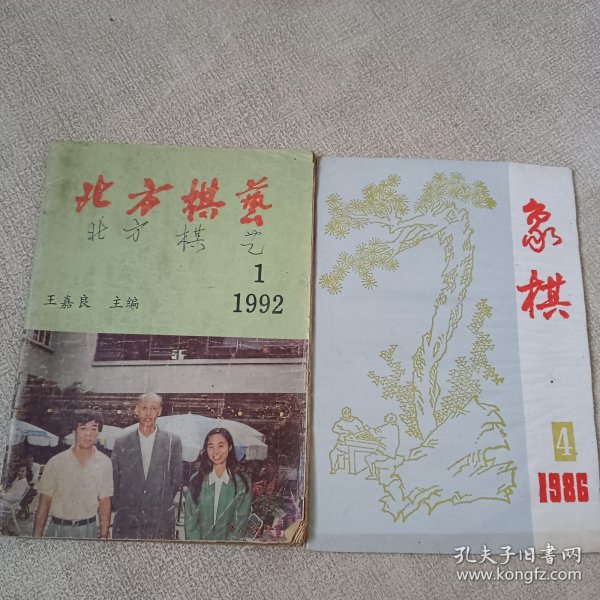 北方棋藝
北方棋艺
1
王嘉良 主编
1992
象棋
4
1986
孔夫子旧书网
www.kongfz.com